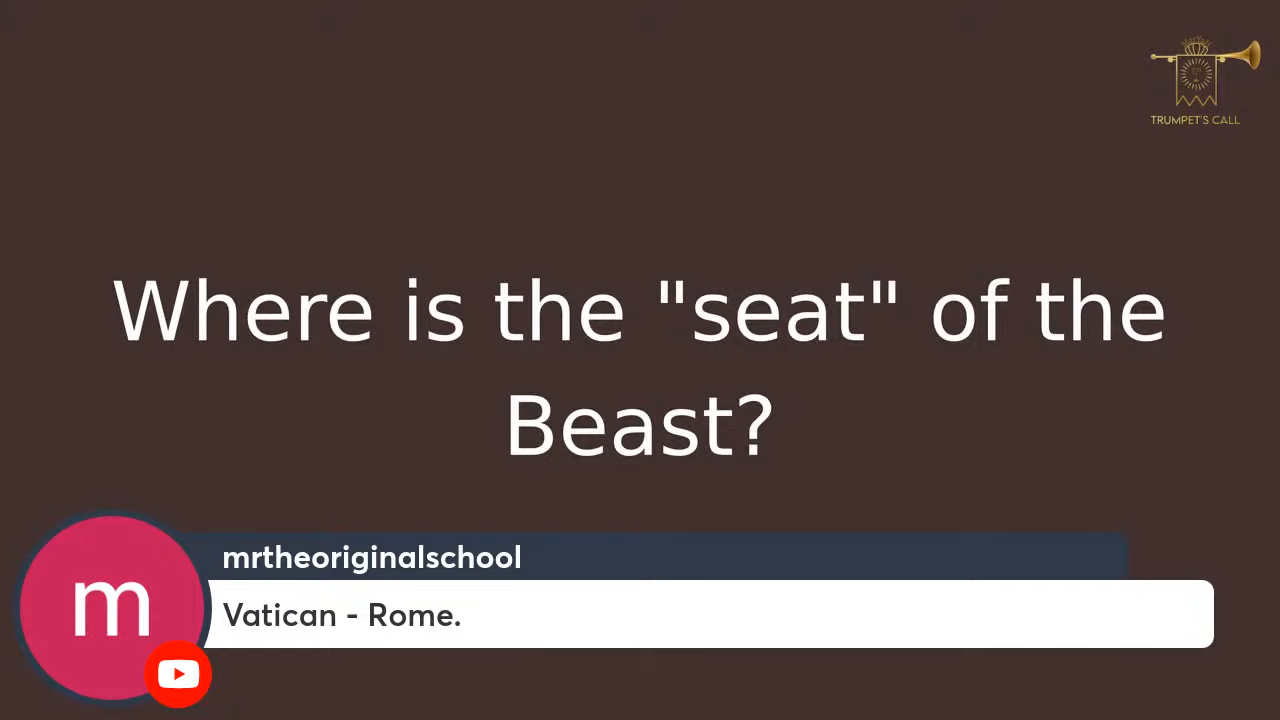 TRUMPET'S CALL
Where is the "seat" of the
Beast?
mrtheoriginalschool
m
Vatican - Rome.